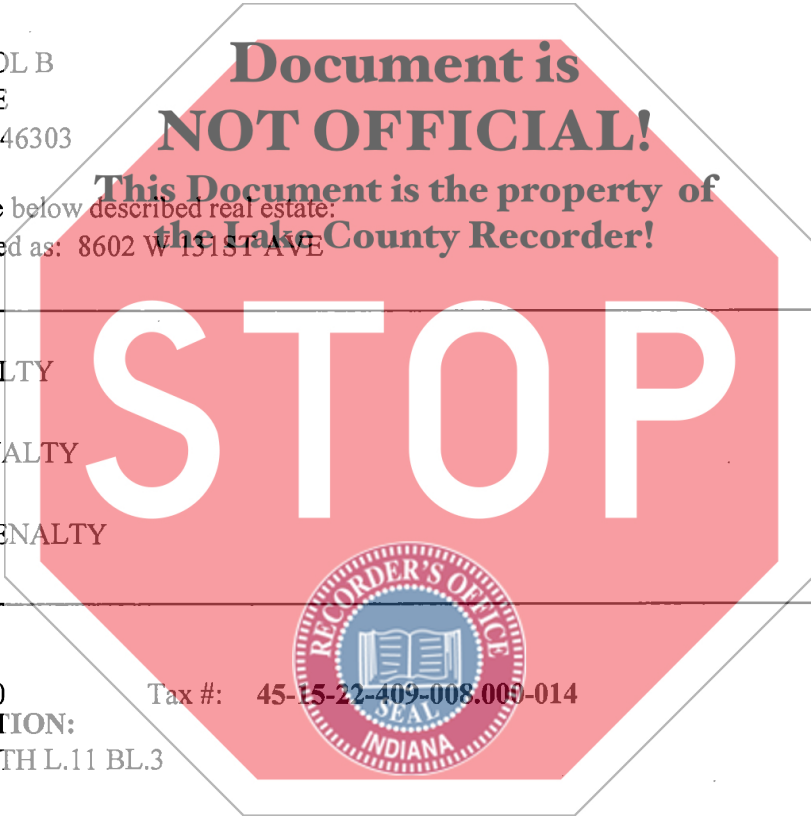 OL B
E
46303
Document is
NOT OFFICIAL!
This Document is the property of
the Lake County Recorder!
e below described real estate:
ed as: 8602 W 131ST AVE
LTY
STOP
ALTY
ENALTY
RECORDER'S OFFICE
SEAL
INDIANA
0
Tax #: 45-15-22-409-008.000-014
TION:
TH L.11 BL.3